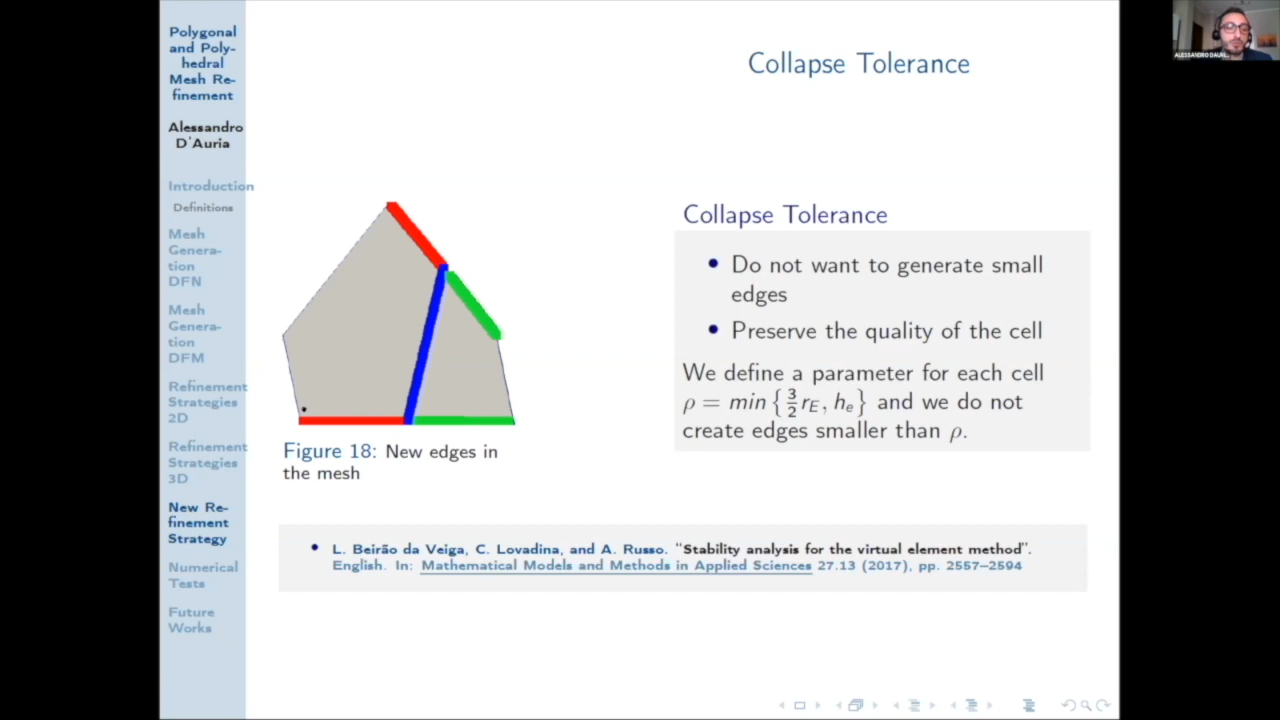 Polygonal
and Poly-
hedral
Mesh Re-
finement
Alessandro
D'Auria
Introduction
Definitions
Mesh
Genera-
tion
DFN
Mesh
Genera-
tion
DFM
Refinement
Strategies
2D
Refinement
Strategies
3D
New Re-
finement
Strategy
Numerical
Tests
Future
Works
Collapse Tolerance
Figure 18: New edges in
the mesh
Collapse Tolerance
• Do not want to generate small
edges
• Preserve the quality of the cell
We define a parameter for each cell
ρ = min {3/2 r_E, h_e} and we do not
create edges smaller than ρ.
• L. Beirão da Veiga, C. Lovadina, and A. Russo. “Stability analysis for the virtual element method”.
English. In: Mathematical Models and Methods in Applied Sciences 27.13 (2017), pp. 2557–2594